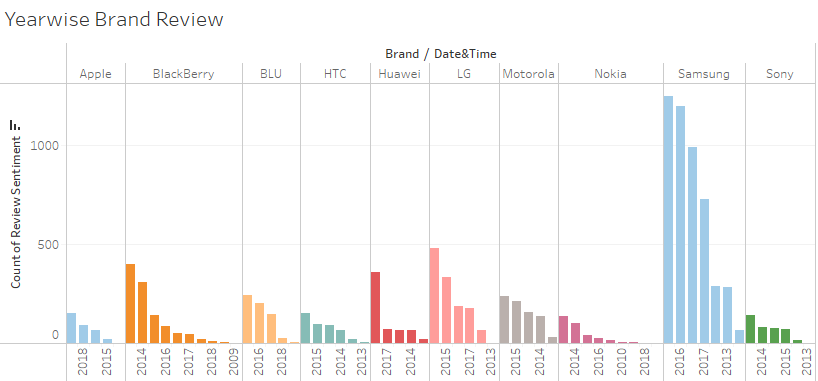 Yearwise Brand Review
Brand / Date&Time
Apple BlackBerry BLU HTC Huawei LG Motorola Nokia Samsung Sony
Count of Review Sentiment
1000
500
0
2018 2015 2014 2016 2017 2018 2009 2016 2018 2015 2014 2013 2017 2014 2015 2017 2013 2015 2014 2014 2016 2010 2018 2016 2017 2013 2014 2015 2013